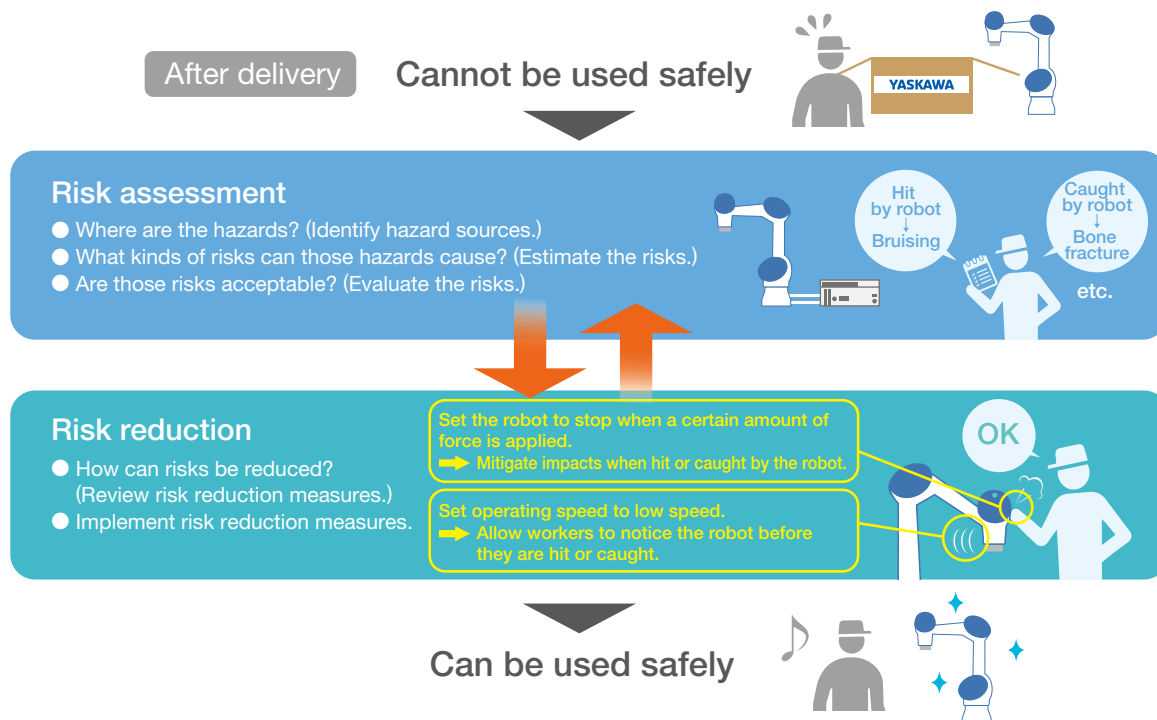 After delivery
Cannot be used safely
YASKAWA
Risk assessment
● Where are the hazards? (Identify hazard sources.)
● What kinds of risks can those hazards cause? (Estimate the risks.)
● Are those risks acceptable? (Evaluate the risks.)
Hit
by robot
↓
Bruising
Caught
by robot
↓
Bone
fracture
etc.
Risk reduction
● How can risks be reduced?
(Review risk reduction measures.)
● Implement risk reduction measures.
Set the robot to stop when a certain amount of
force is applied.
Mitigate impacts when hit or caught by the robot.
Set operating speed to low speed.
Allow workers to notice the robot before
they are hit or caught.
OK
Can be used safely